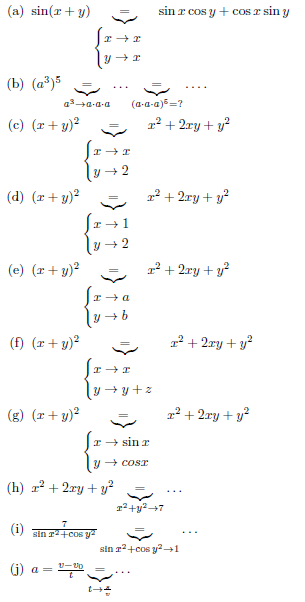 (a) sin(x + y) = sin x cos y + cos x sin y
{x → x
y → x
(b) (a³)⁵ = ... = ....
a³→a·a·a (a·a·a)⁵=?
(c) (x + y)² = x² + 2xy + y²
{x → x
y → 2
(d) (x + y)² = x² + 2xy + y²
{x → 1
y → 2
(e) (x + y)² = x² + 2xy + y²
{x → a
y → b
(f) (x + y)² = x² + 2xy + y²
{x → x
y → y + z
(g) (x + y)² = x² + 2xy + y²
{x → sin x
y → cosx
(h) x² + 2xy + y² = ...
x²+y²→7
(i) 7/(sin x²+cos y²) = ...
sin x²+cos y²→1
(j) a = (v−v₀)/t = ...
t→x/v